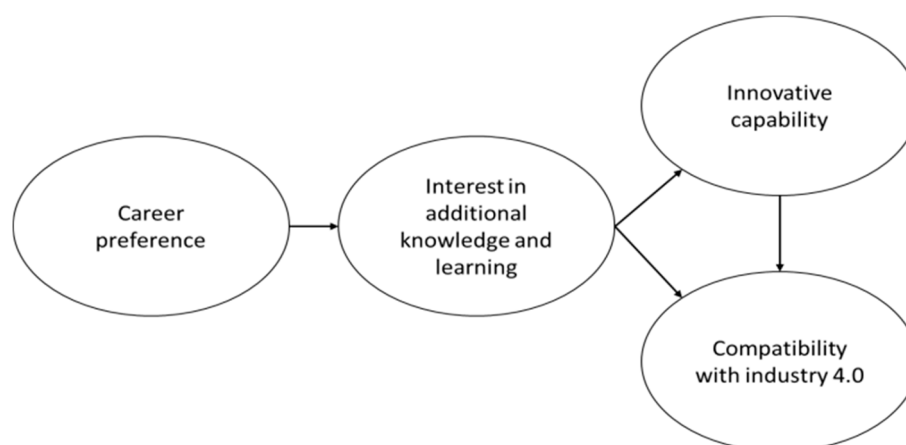 Career
preference
Interest in
additional
knowledge and
learning
Innovative
capability
Compatibility
with industry 4.0